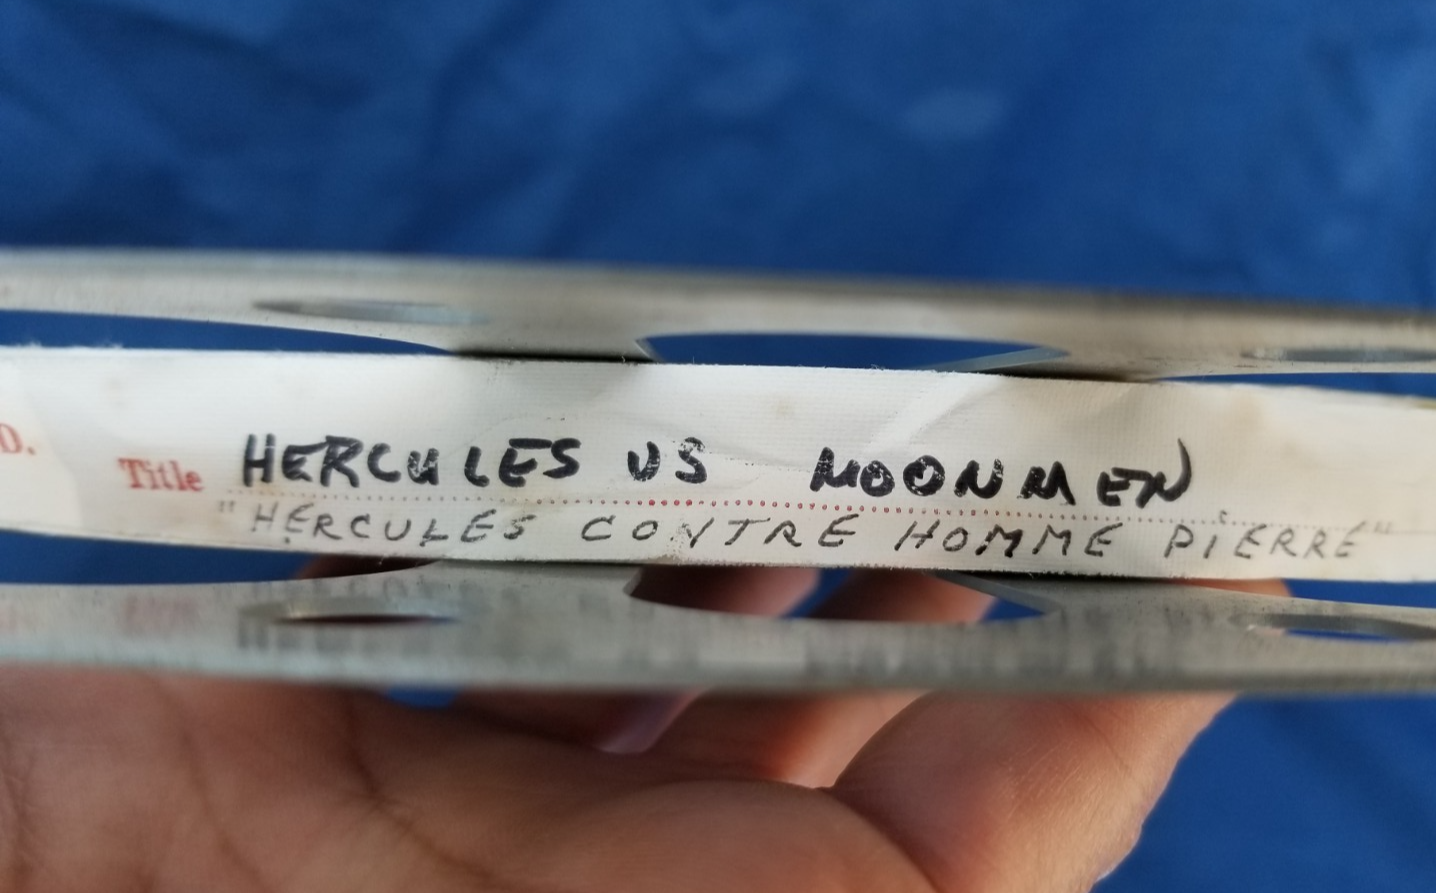 D.
Title HERCULES VS MOONMEN
"HERCULES CONTRE HOMME PIERRE"